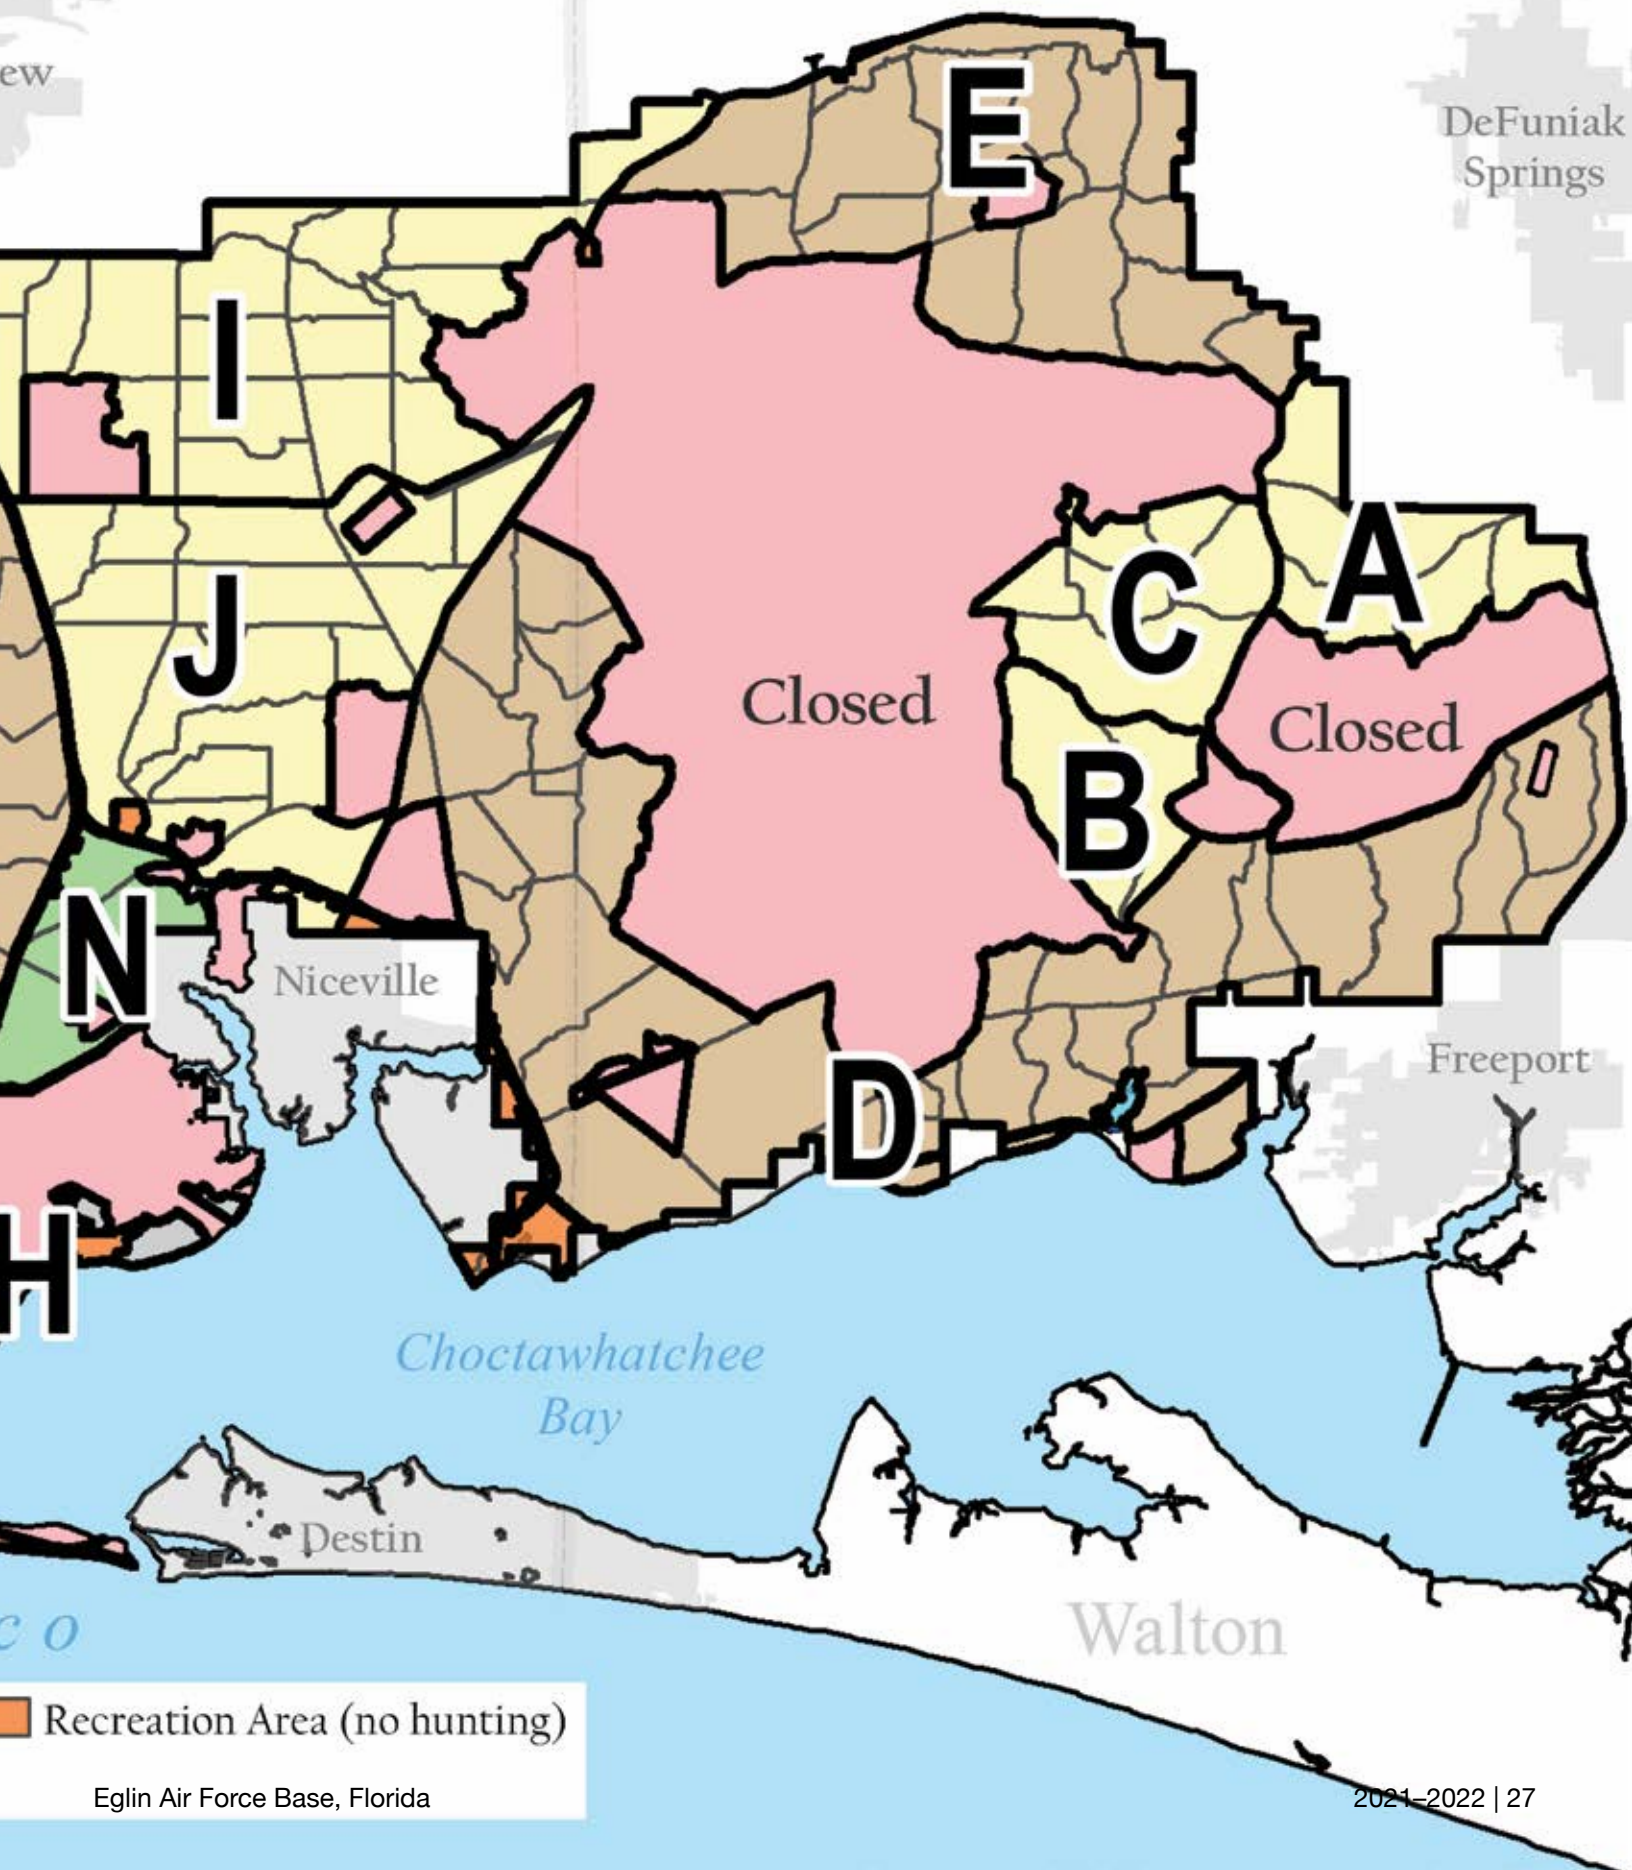 ew
E
DeFuniak
Springs
I
A
C
J
Closed
Closed
B
N
Niceville
Freeport
D
H
Choctawhatchee
Bay
Destin
Walton
co
Recreation Area (no hunting)
Eglin Air Force Base, Florida
2021–2022 | 27